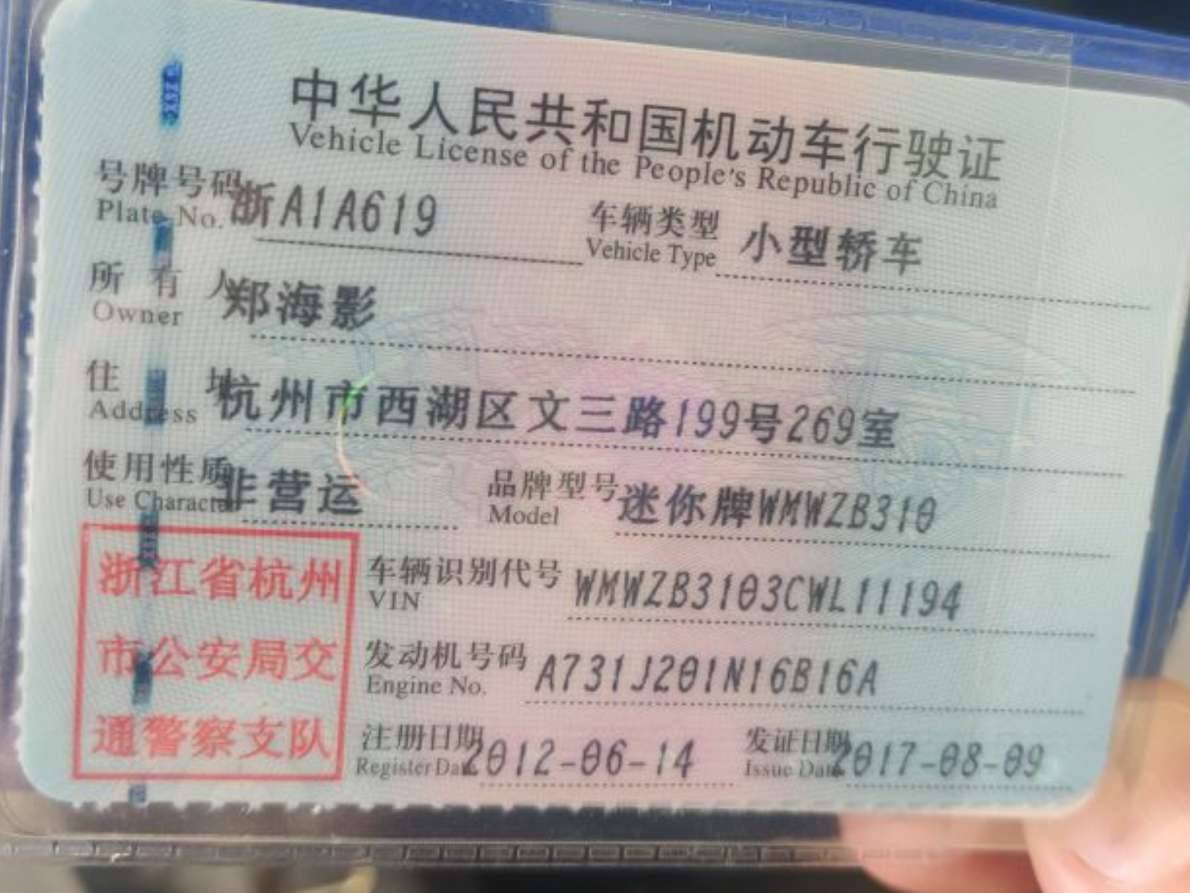 中华人民共和国机动车行驶证
Vehicle License of the People's Republic of China
号牌号码 浙A1A619 车辆类型 小型轿车
Plate No. Vehicle Type
所有人 郑海影
Owner
住址 杭州市西湖区文三路199号269室
Address
使用性质 非营运 品牌型号 迷你牌WMWZB310
Use Character Model
浙江省杭州
市公安局交
通警察支队
车辆识别代号 WMWZB3103CWL11194
VIN
发动机号码 A731J201N16B16A
Engine No.
注册日期 2012-06-14 发证日期 2017-08-09
Register Date Issue Date